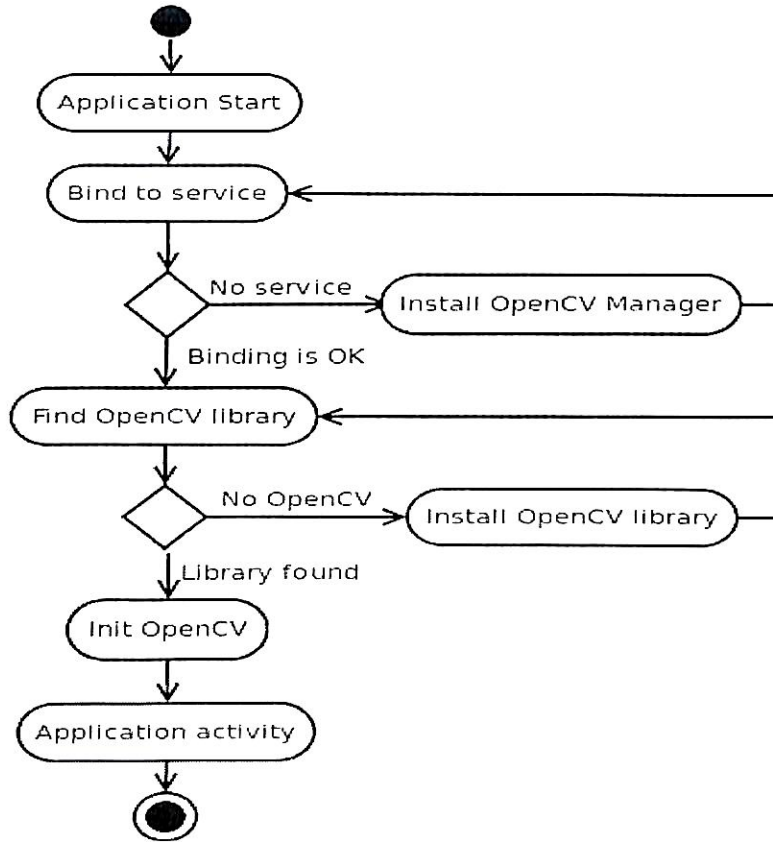 Application Start
Bind to service
No service
Install OpenCV Manager
Binding is OK
Find OpenCV library
No OpenCV
Install OpenCV library
Library found
Init OpenCV
Application activity